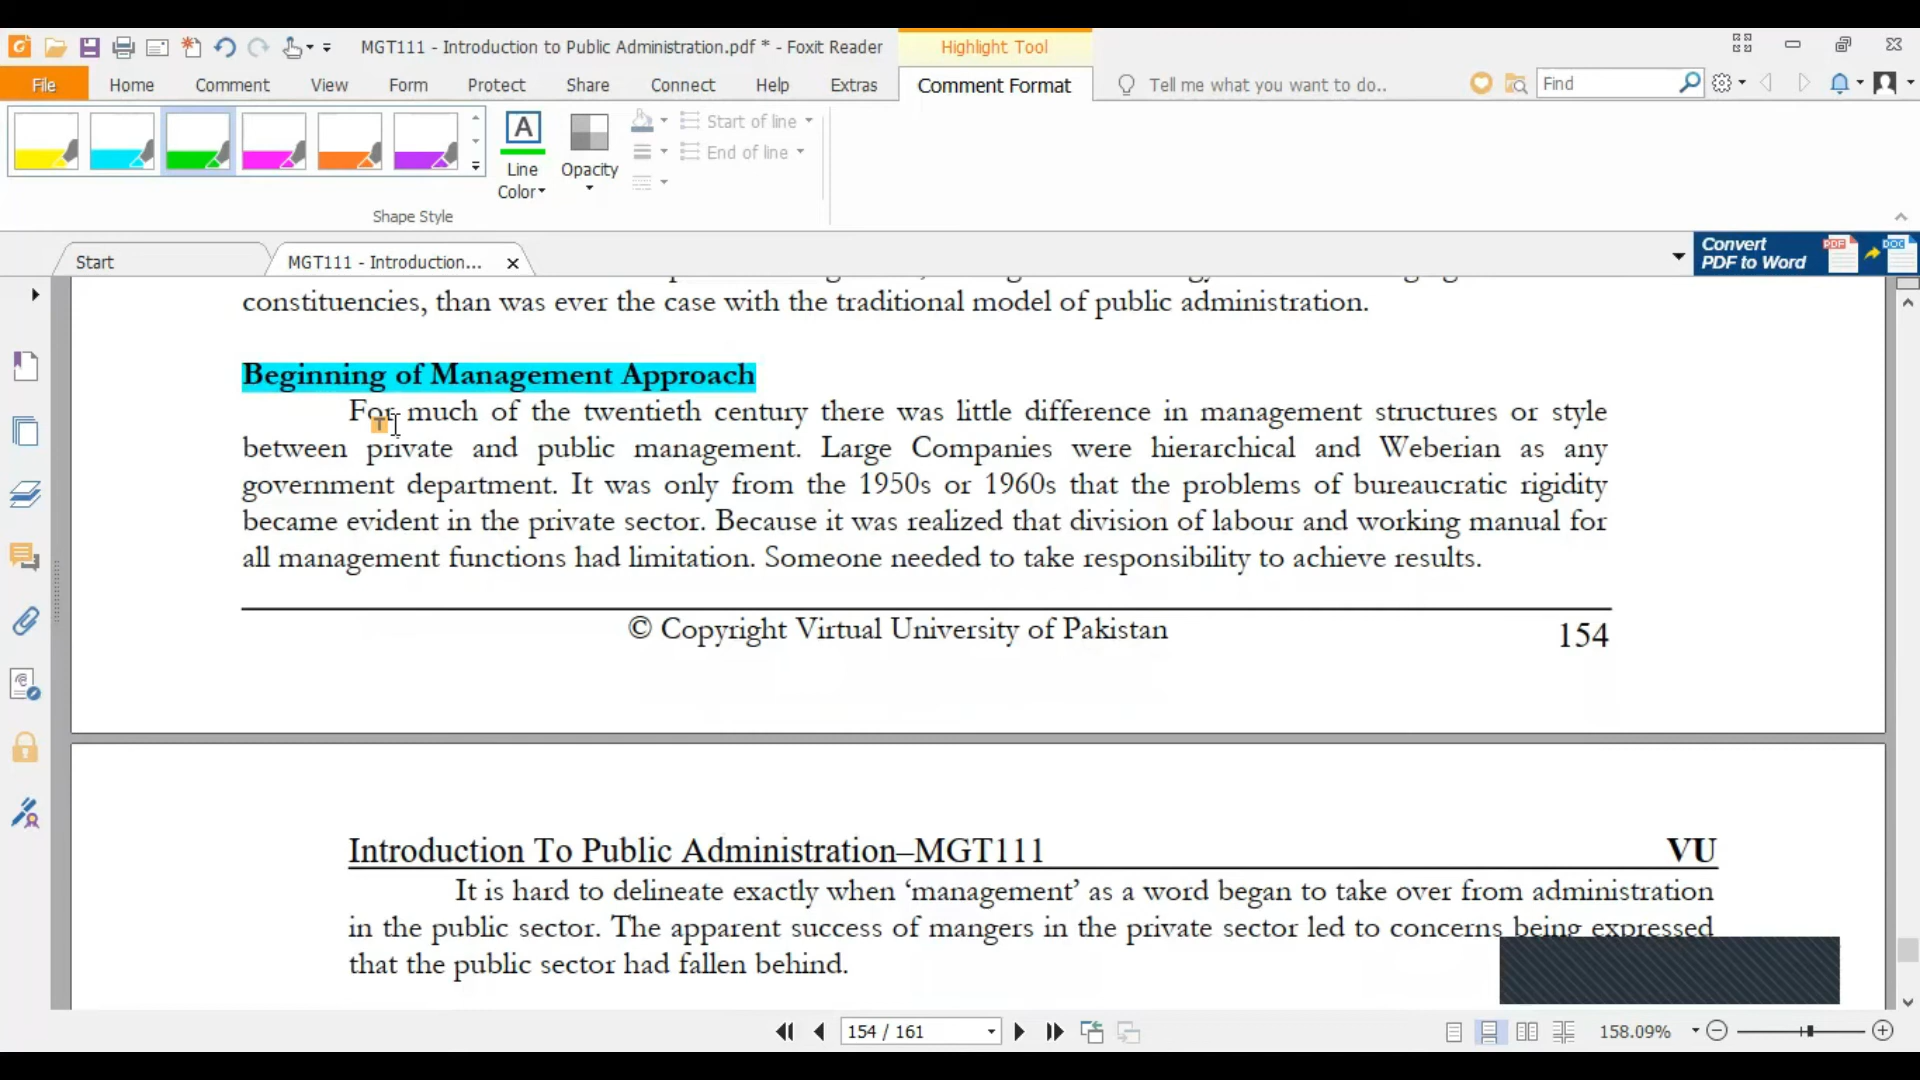 MGT111 - Introduction to Public Administration.pdf * - Foxit Reader
Highlight Tool
File
Home
Comment
View
Form
Protect
Share
Connect
Help
Extras
Comment Format
Tell me what you want to do..
Find
A
Line
Color
Opacity
Start of line
End of line
Shape Style
Start
MGT111 - Introduction...
Convert
PDF to Word
PDF
DOC
constituencies, than was ever the case with the traditional model of public administration.
Beginning of Management Approach
For much of the twentieth century there was little difference in management structures or style
between private and public management. Large Companies were hierarchical and Weberian as any
government department. It was only from the 1950s or 1960s that the problems of bureaucratic rigidity
became evident in the private sector. Because it was realized that division of labour and working manual for
all management functions had limitation. Someone needed to take responsibility to achieve results.
© Copyright Virtual University of Pakistan
154
Introduction To Public Administration–MGT111
VU
It is hard to delineate exactly when ‘management’ as a word began to take over from administration
in the public sector. The apparent success of mangers in the private sector led to concerns being expressed
that the public sector had fallen behind.
154 / 161
158.09%